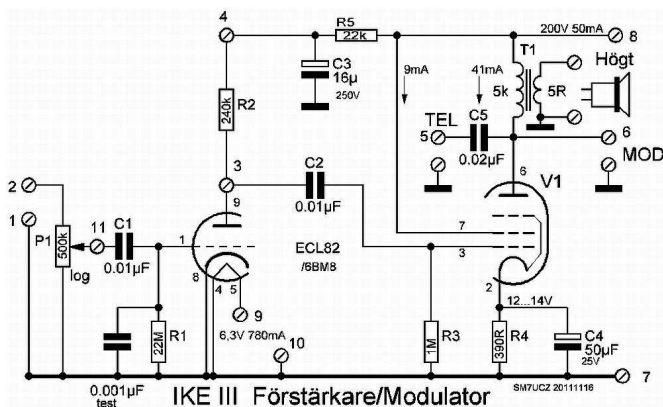 4
R5
22k
200V 50mA
8
T1
Högt
C3
16µ
250V
9mA
41mA
5k
5R
R2
240k
TEL
C5
5
0.02µF
6
MOD
3
C2
0.01µF
6
V1
2
9
1
11
C1
ECL82
/6BM8
7
3
P1
500k
log
0.01µF
1
8
4
5
9
2
12...14V
6,3V 780mA
R1
22M
10
R3
1M
R4
390R
C4
50µF
25V
0.001µF
test
IKE III Förstärkare/Modulator
SM7UCZ 20111116
7